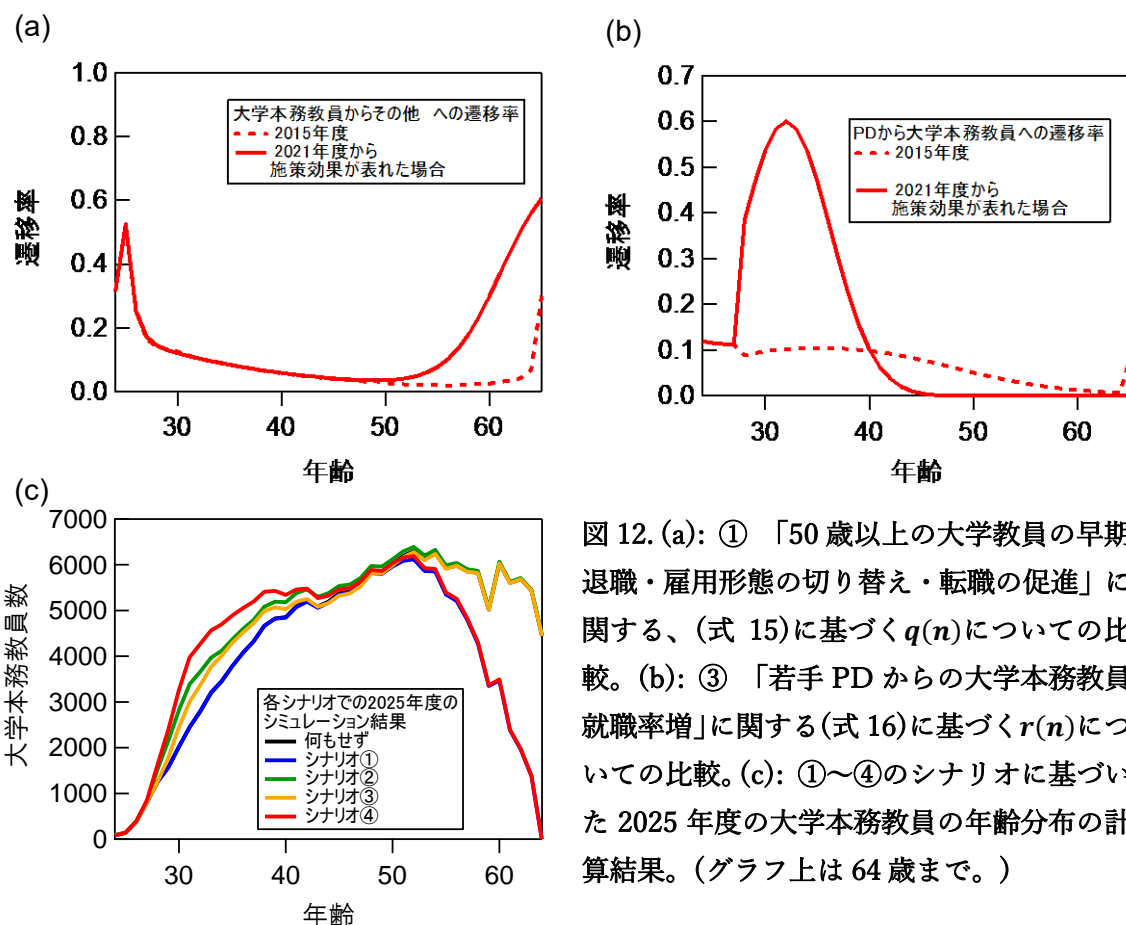 (a)
1.0
0.8
0.6
0.4
0.2
0.0
遷移率
大学本務教員からその他 への遷移率
2015年度
2021年度から
施策効果が表れた場合
30
40
50
60
年齢
(b)
0.7
0.6
0.5
0.4
0.3
0.2
0.1
0.0
遷移率
PDから大学本務教員への遷移率
2015年度
2021年度から
施策効果が表れた場合
30
40
50
60
年齢
(c)
7000
6000
5000
4000
3000
2000
1000
0
大学本務教員数
各シナリオでの2025年度の
シミュレーション結果
何もせず
シナリオ①
シナリオ②
シナリオ③
シナリオ④
30
40
50
60
年齢
図 12. (a): ① 「50 歳以上の大学教員の早期
退職・雇用形態の切り替え・転職の促進」に
関する、(式 15)に基づくq(n)についての比
較。(b): ③ 「若手 PD からの大学本務教員
就職率増」に関する(式 16)に基づくr(n)につ
いての比較。(c): ①～④のシナリオに基づい
た 2025 年度の大学本務教員の年齢分布の計
算結果。(グラフ上は 64 歳まで。)